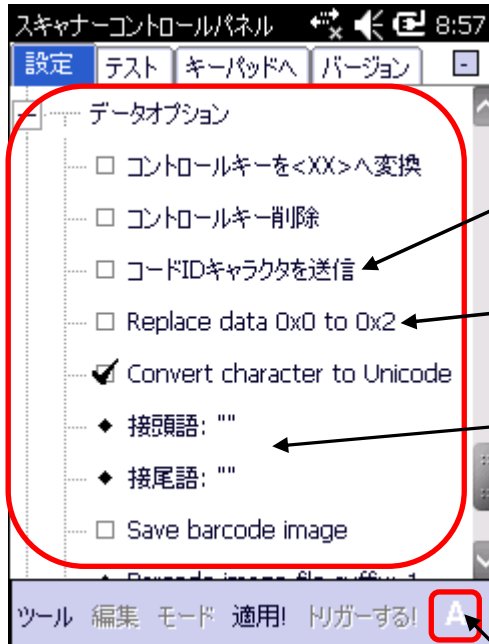 スキャナーコントロールパネル 8:57
設定 テスト キーパッドへ バージョン
データオプション
コントロールキーを<XX>へ変換
コントロールキー削除
コードIDキャラクタを送信
Replace data 0x0 to 0x2
Convert character to Unicode
接頭語: ""
接尾語: ""
Save barcode image
ツール 編集 モード 適用! トリガーする! A